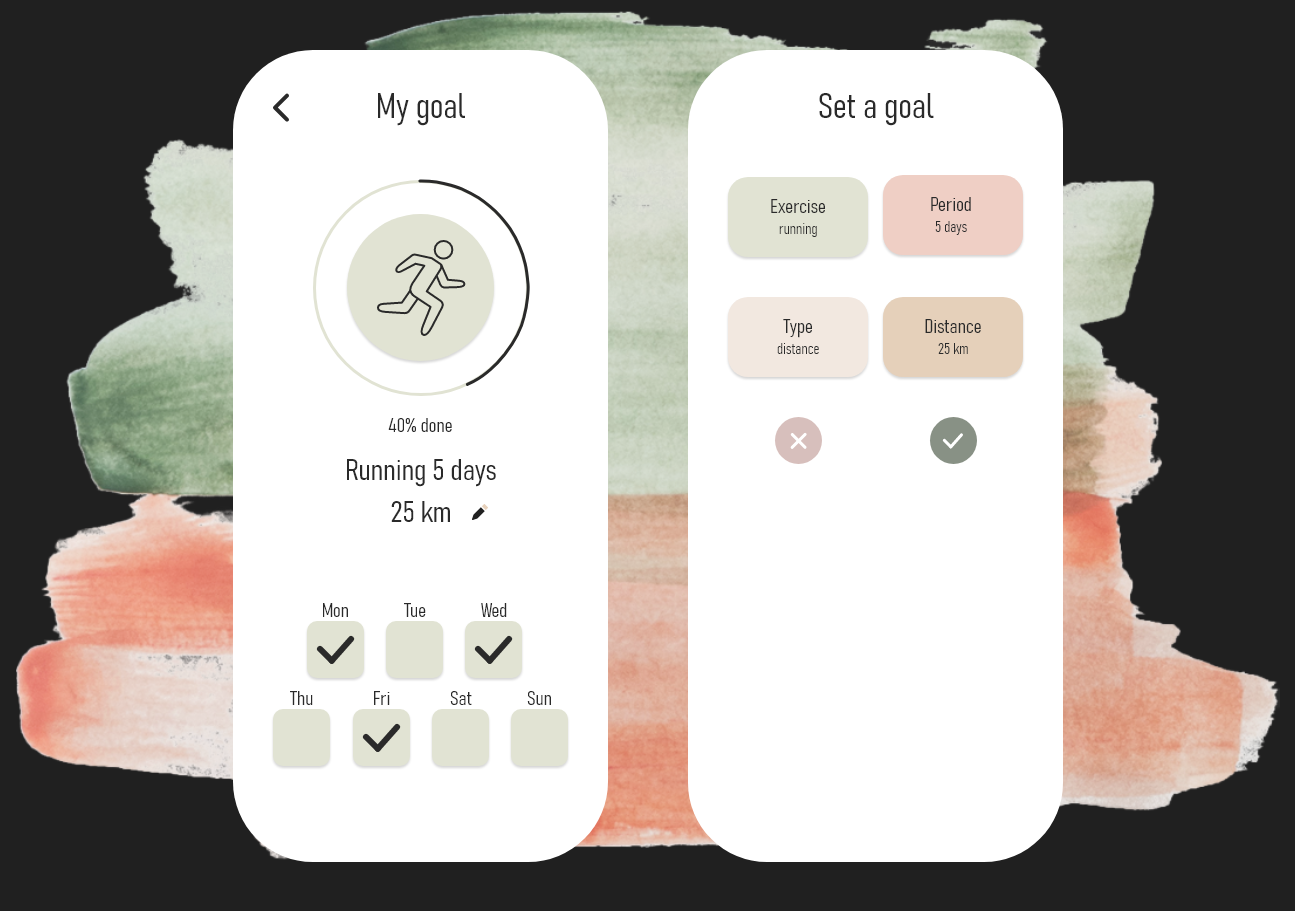 My goal
40% done
Running 5 days
25 km
Mon Tue Wed
Thu Fri Sat Sun
Set a goal
Exercise
running
Period
5 days
Type
distance
Distance
25 km